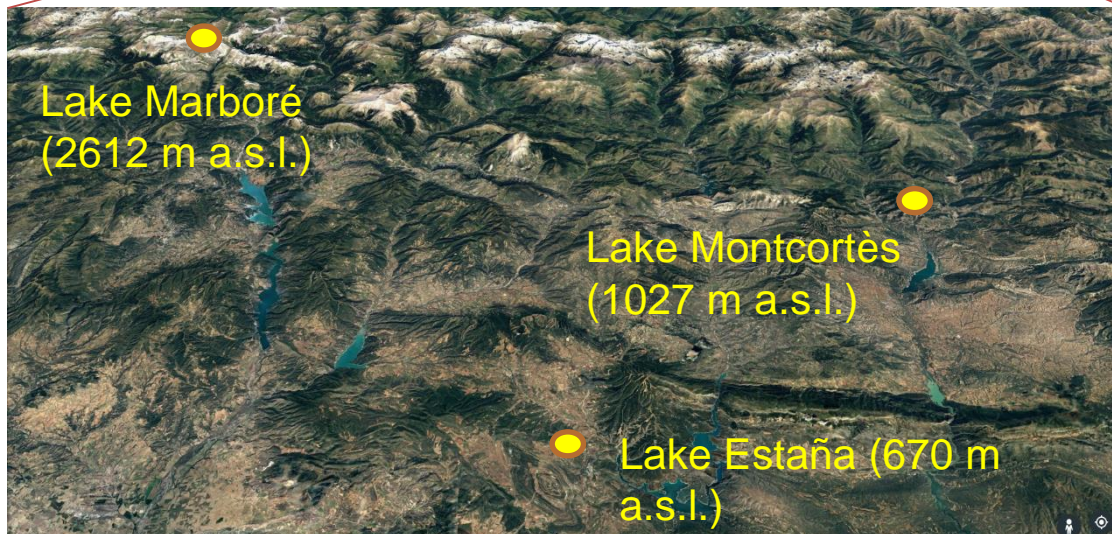 Lake Marboré
(2612 m a.s.l.)
Lake Montcortès
(1027 m a.s.l.)
Lake Estaña (670 m
a.s.l.)